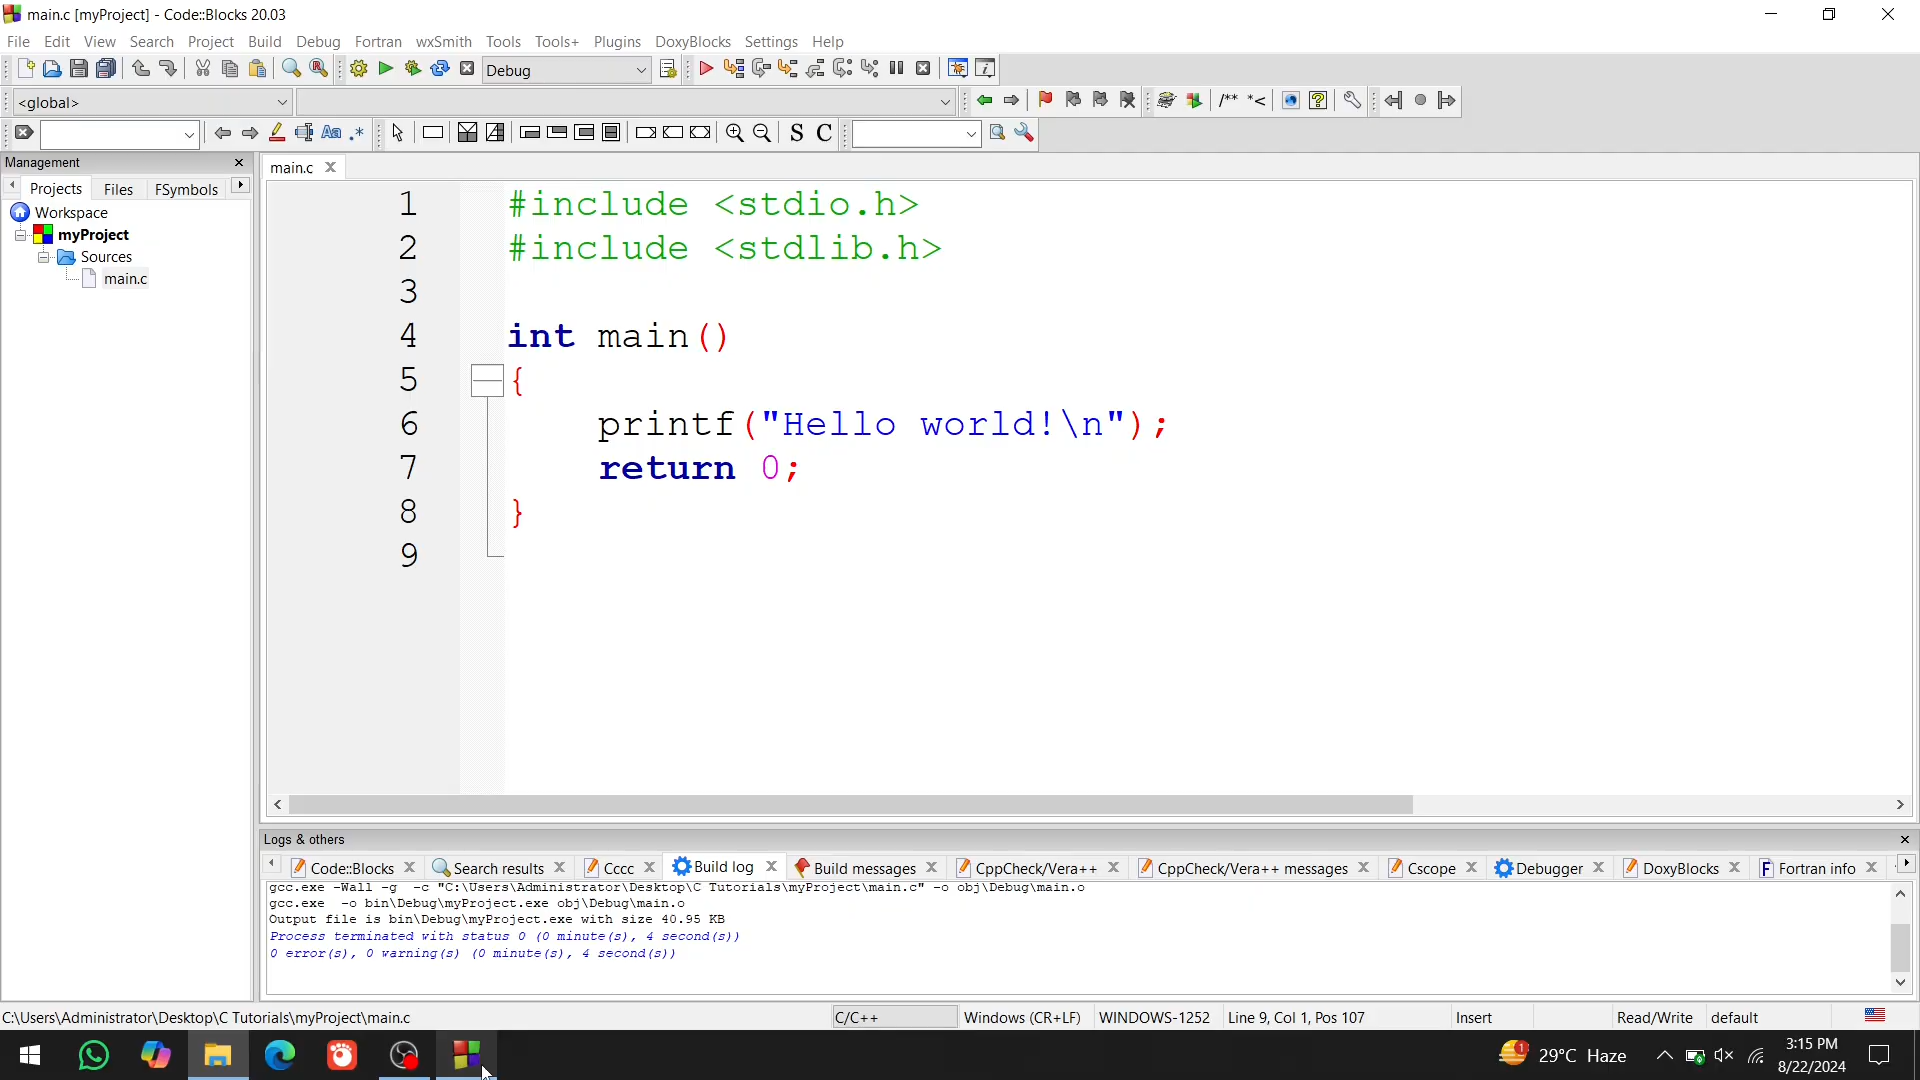 main.c [myProject] - Code::Blocks 20.03
File Edit View Search Project Build Debug Fortran wxSmith Tools Tools+ Plugins DoxyBlocks Settings Help
Debug
<global>
/** *<
Aa .* S C
Management
main.c
Projects Files FSymbols
Workspace
myProject
Sources
main.c
1 #include <stdio.h>
2 #include <stdlib.h>
3
4 int main()
5 {
6 printf("Hello world!\n");
7 return 0;
8 }
9
Logs & others
Code::Blocks Search results Cccc Build log Build messages CppCheck/Vera++ CppCheck/Vera++ messages Cscope Debugger DoxyBlocks Fortran info
gcc.exe -Wall -g  -c "C:\Users\Administrator\Desktop\C Tutorials\myProject\main.c" -o obj\Debug\main.o
gcc.exe  -o bin\Debug\myProject.exe obj\Debug\main.o
Output file is bin\Debug\myProject.exe with size 40.95 KB
Process terminated with status 0 (0 minute(s), 4 second(s))
0 error(s), 0 warning(s) (0 minute(s), 4 second(s))
C:\Users\Administrator\Desktop\C Tutorials\myProject\main.c C/C++ Windows (CR+LF) WINDOWS-1252 Line 9, Col 1, Pos 107 Insert Read/Write default
1 29°C Haze
3:15 PM
8/22/2024